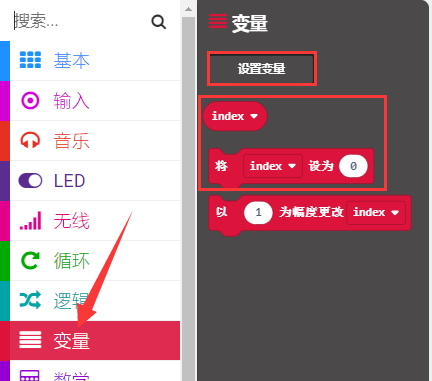 搜索...
基本
输入
音乐
LED
无线
循环
逻辑
变量
数学
变量
设置变量
index
将 index 设为 0
以 1 为幅度更改 index